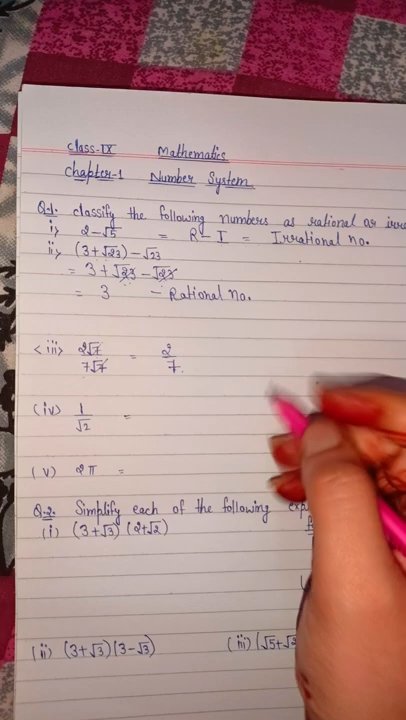 Class-IX Mathematics
Chapter-1 Number System
Q.1. classify the following numbers as rational or
i) 2-√5 = R-I = Irrational no.
ii) (3+√23)-√23
= 3+√23-√23
= 3 - Rational no.
<iii> 2√7/7√7 = 2/7.
(iv) 1/√2 =
(v) 2π =
Q.2. Simplify each of the following
(i) (3+√3)(2+√2)
(ii) (3+√3)(3-√3) (iii) (√5+√2